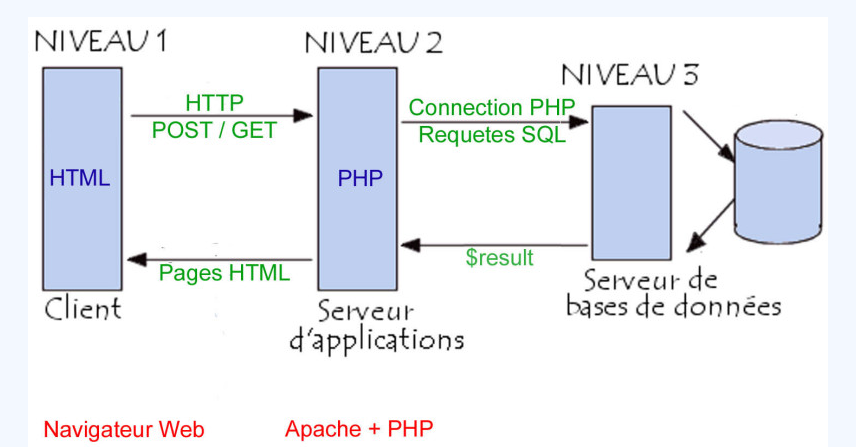 NIVEAU 1
NIVEAU 2
NIVEAU 3
HTTP
POST / GET
Connection PHP
Requetes SQL
HTML
PHP
Pages HTML
$result
Client
Serveur
d'applications
Serveur de
bases de données
Navigateur Web
Apache + PHP